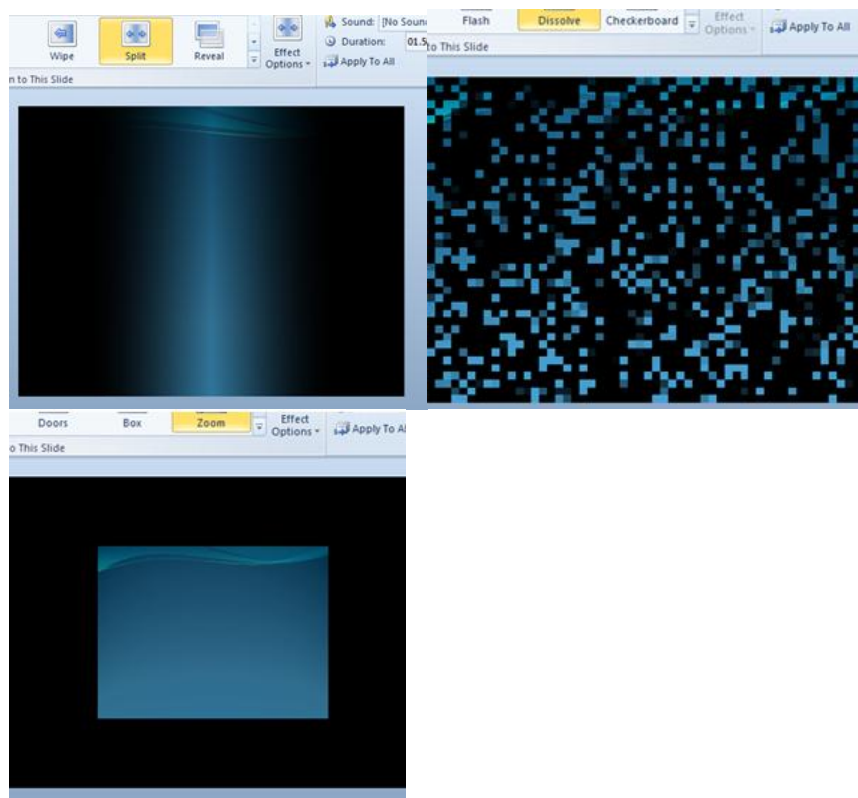 Sound: [No Soun
Duration: 01.5
Wipe Split Reveal Effect Options Apply To All
n to This Slide
Flash Dissolve Checkerboard Effect Options Apply To All
to This Slide
Doors Box Zoom Effect Options Apply To Al
o This Slide